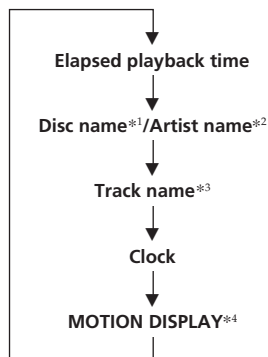 Elapsed playback time
Disc name*1/Artist name*2
Track name*3
Clock
MOTION DISPLAY*4